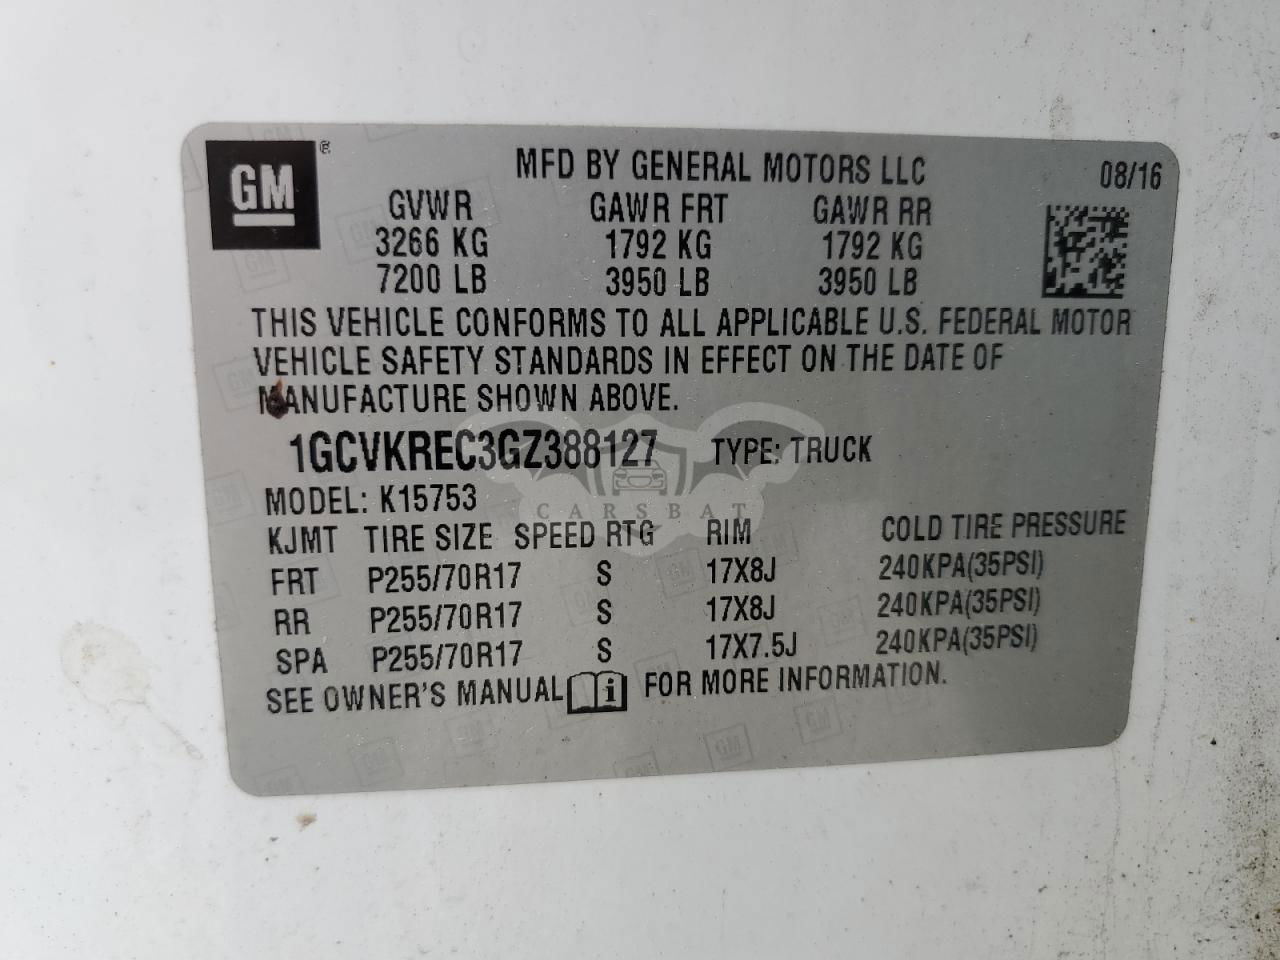 GM ®
MFD BY GENERAL MOTORS LLC 08/16
GVWR GAWR FRT GAWR RR
3266 KG 1792 KG 1792 KG
7200 LB 3950 LB 3950 LB
THIS VEHICLE CONFORMS TO ALL APPLICABLE U.S. FEDERAL MOTOR
VEHICLE SAFETY STANDARDS IN EFFECT ON THE DATE OF
MANUFACTURE SHOWN ABOVE.
1GCVKREC3GZ388127 TYPE: TRUCK
MODEL: K15753
CARSBAT
KJMT TIRE SIZE SPEED RTG RIM COLD TIRE PRESSURE
FRT P255/70R17 S 17X8J 240KPA(35PSI)
RR P255/70R17 S 17X8J 240KPA(35PSI)
SPA P255/70R17 S 17X7.5J 240KPA(35PSI)
SEE OWNER'S MANUAL i FOR MORE INFORMATION.